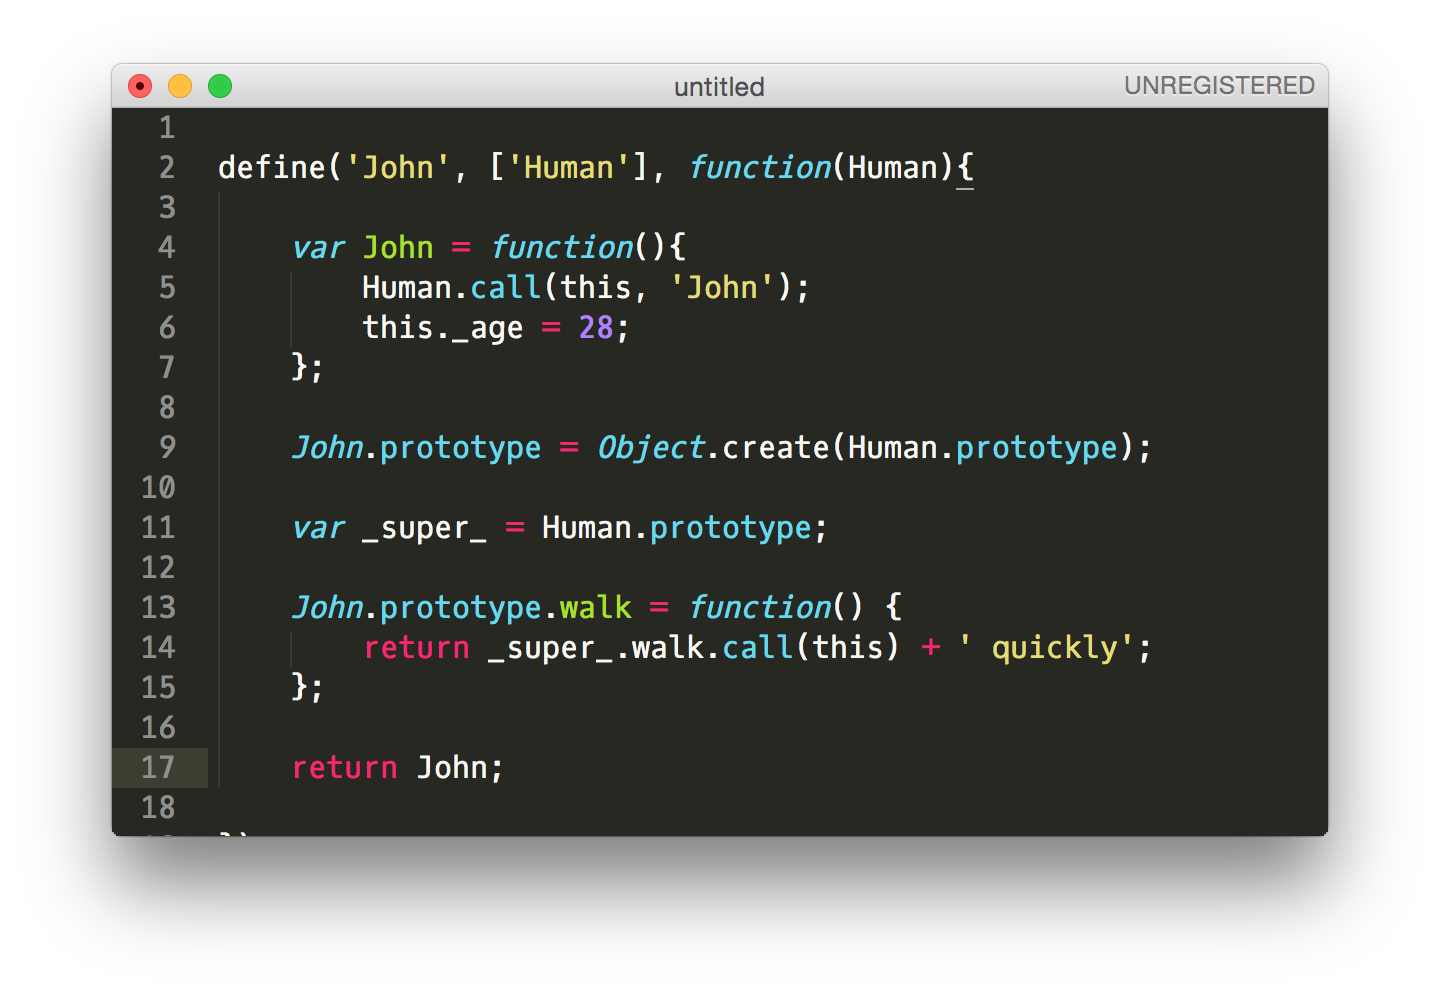 untitled UNREGISTERED
1
2 define('John', ['Human'], function(Human){
3
4     var John = function(){
5         Human.call(this, 'John');
6         this._age = 28;
7     };
8
9     John.prototype = Object.create(Human.prototype);
10
11     var _super_ = Human.prototype;
12
13     John.prototype.walk = function() {
14         return _super_.walk.call(this) + ' quickly';
15     };
16
17     return John;
18